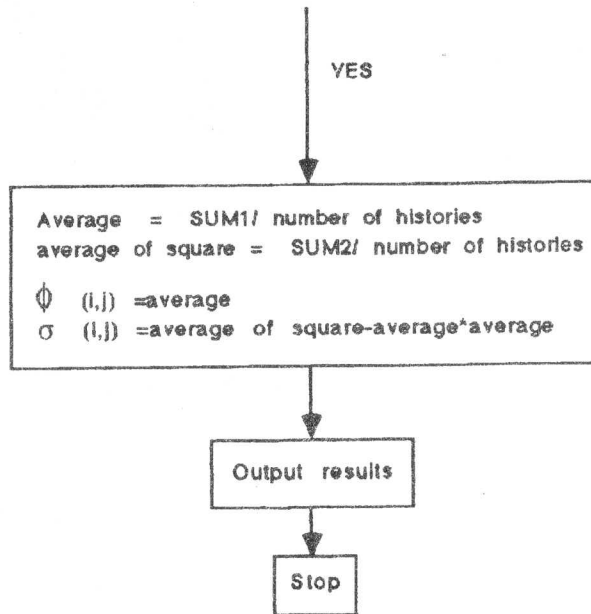 YES
Average = SUM1/ number of histories
average of square = SUM2/ number of histories
ϕ (i,j) =average
σ (i,j) =average of square-average*average
Output results
Stop